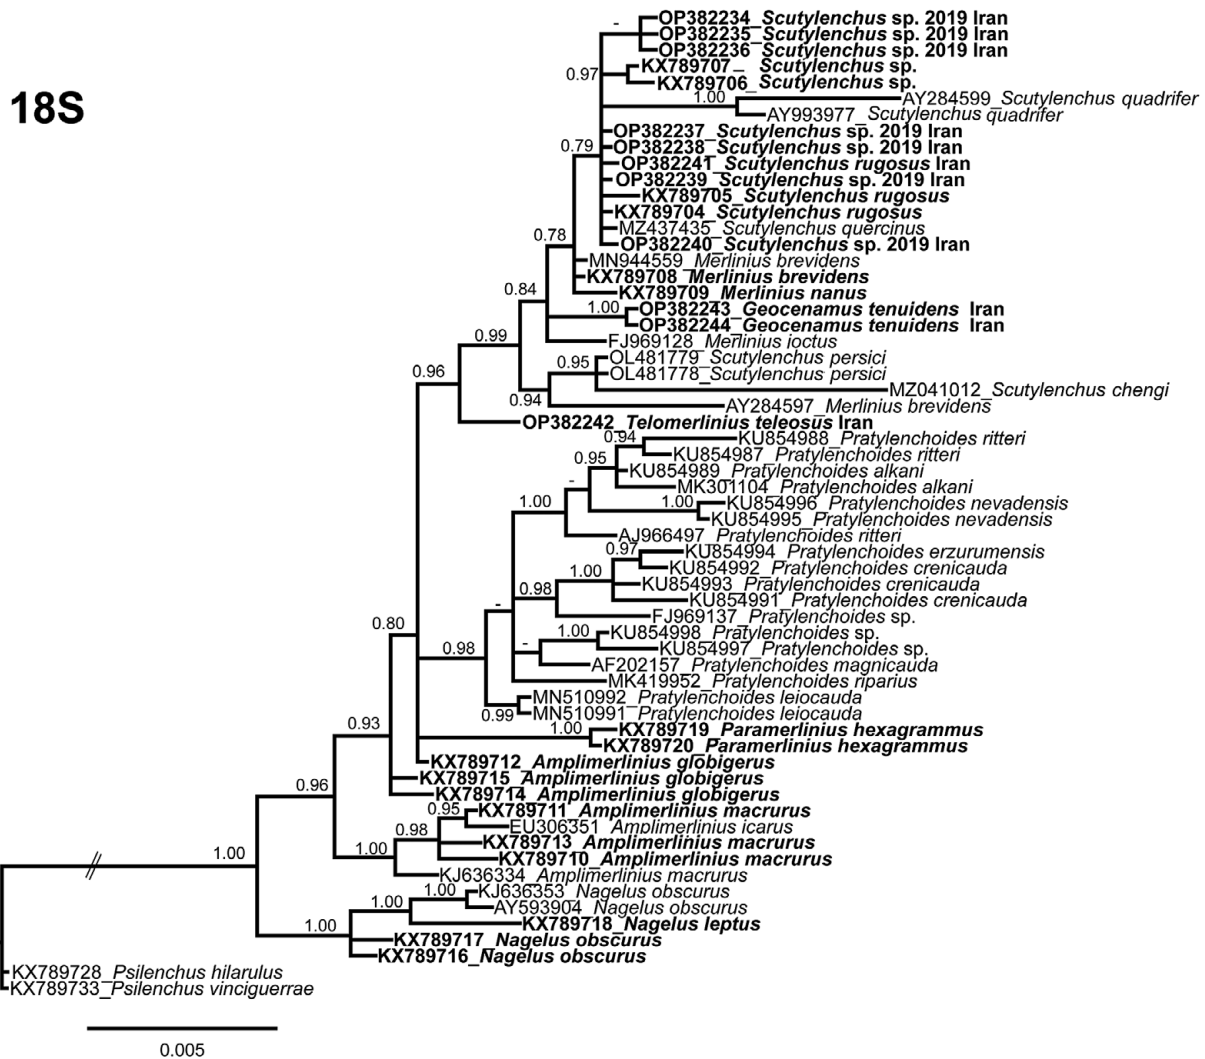 18S
-
OP382234_Scutylenchus sp. 2019 Iran
OP382235_Scutylenchus sp. 2019 Iran
OP382236_Scutylenchus sp. 2019 Iran
0.97
KX789707_ Scutylenchus sp.
KX789706_ Scutylenchus sp.
1.00
AY284599_Scutylenchus quadrifer
AY993977_ Scutylenchus quadrifer
OP382237_Scutylenchus sp. 2019 Iran
0.79
OP382238_Scutylenchus sp. 2019 Iran
OP382241_Scutylenchus rugosus Iran
OP382239_Scutylenchus sp. 2019 Iran
KX789705_Scutylenchus rugosus
KX789704_Scutylenchus rugosus
MZ437435_Scutylenchus quercinus
0.78
OP382240_Scutylenchus sp. 2019 Iran
MN944559_Merlinius brevidens
KX789708_Merlinius brevidens
0.84
KX789709_Merlinius nanus
1.00
OP382243_Geocenamus tenuidens Iran
OP382244_Geocenamus tenuidens Iran
0.99
FJ969128_Merlinius joctus
OL481779_Scutylenchus persici
0.95
OL481778_Scutylenchus persici
0.96
MZ041012_Scutylenchus chengi
0.94
AY284597_Merlinius brevidens
OP382242_Telomerlinius teleosus Iran
0.94
KU854988_Pratylenchoides ritteri
KU854987_Pratylenchoides ritteri
0.95
KU854989_Pratylenchoides alkani
-
MK301104_Pratylenchoides alkani
1.00
1.00
KU854996_Pratylenchoides nevadensis
KU854995_Pratylenchoides nevadensis
AJ966497_Pratylenchoides ritteri
0.97
KU854994_Pratylenchoides erzurumensis
KU854992_Pratylenchoides crenicauda
1.00
KU854993_Pratylenchoides crenicauda
0.98
KU854991_Pratylenchoides crenicauda
-
FJ969137_Pratylenchoides sp.
0.80
1.00
KU854998_Pratylenchoides sp.
-
KU854997_Pratylenchoides sp.
0.98
AF202157_Pratylenchoides magnicauda
MK419952_Pratylenchoides riparius
MN510992_Pratylenchoides leiocauda
0.99
MN510991_Pratylenchoides leiocauda
0.93
1.00
KX789719_Paramerlinius hexagrammus
KX789720_Paramerlinius hexagrammus
KX789712_Amplimerlinius globigerus
KX789715_Amplimerlinius globigerus
0.96
KX789714_Amplimerlinius globigerus
0.95
KX789711_Amplimerlinius macrurus
EU306351_Amplimerlinius icarus
0.98
KX789713_Amplimerlinius macrurus
1.00
1.00
KX789710_Amplimerlinius macrurus
KJ636334_Amplimerlinius macrurus
1.00
KJ636353_Nagelus obscurus
1.00
AY593904_Nagelus obscurus
1.00
KX789718_Nagelus leptus
KX789717_Nagelus obscurus
KX789716_Nagelus obscurus
KX789728_Psilenchus hilarulus
KX789733_Psilenchus vinciguerrae
0.005